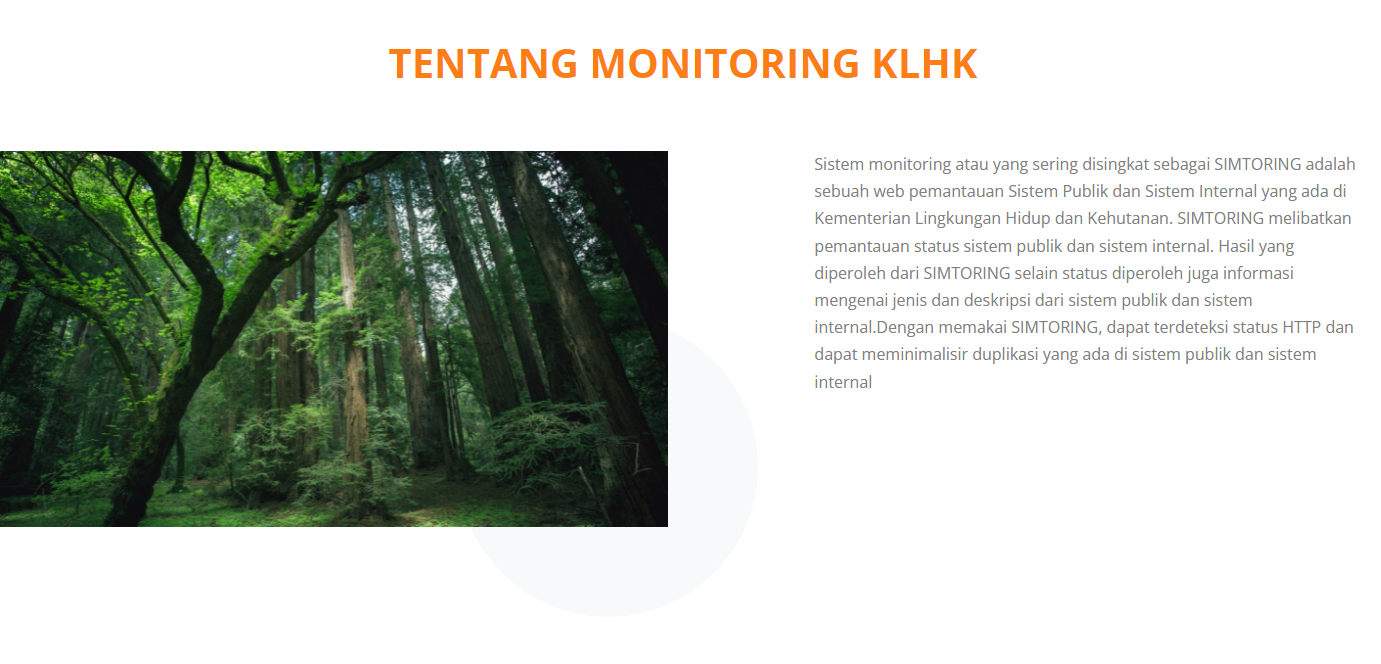 TENTANG MONITORING KLHK
Sistem monitoring atau yang sering disingkat sebagai SIMTORING adalah
sebuah web pemantauan Sistem Publik dan Sistem Internal yang ada di
Kementerian Lingkungan Hidup dan Kehutanan. SIMTORING melibatkan
pemantauan status sistem publik dan sistem internal. Hasil yang
diperoleh dari SIMTORING selain status diperoleh juga informasi
mengenai jenis dan deskripsi dari sistem publik dan sistem
internal.Dengan memakai SIMTORING, dapat terdeteksi status HTTP dan
dapat meminimalisir duplikasi yang ada di sistem publik dan sistem
internal